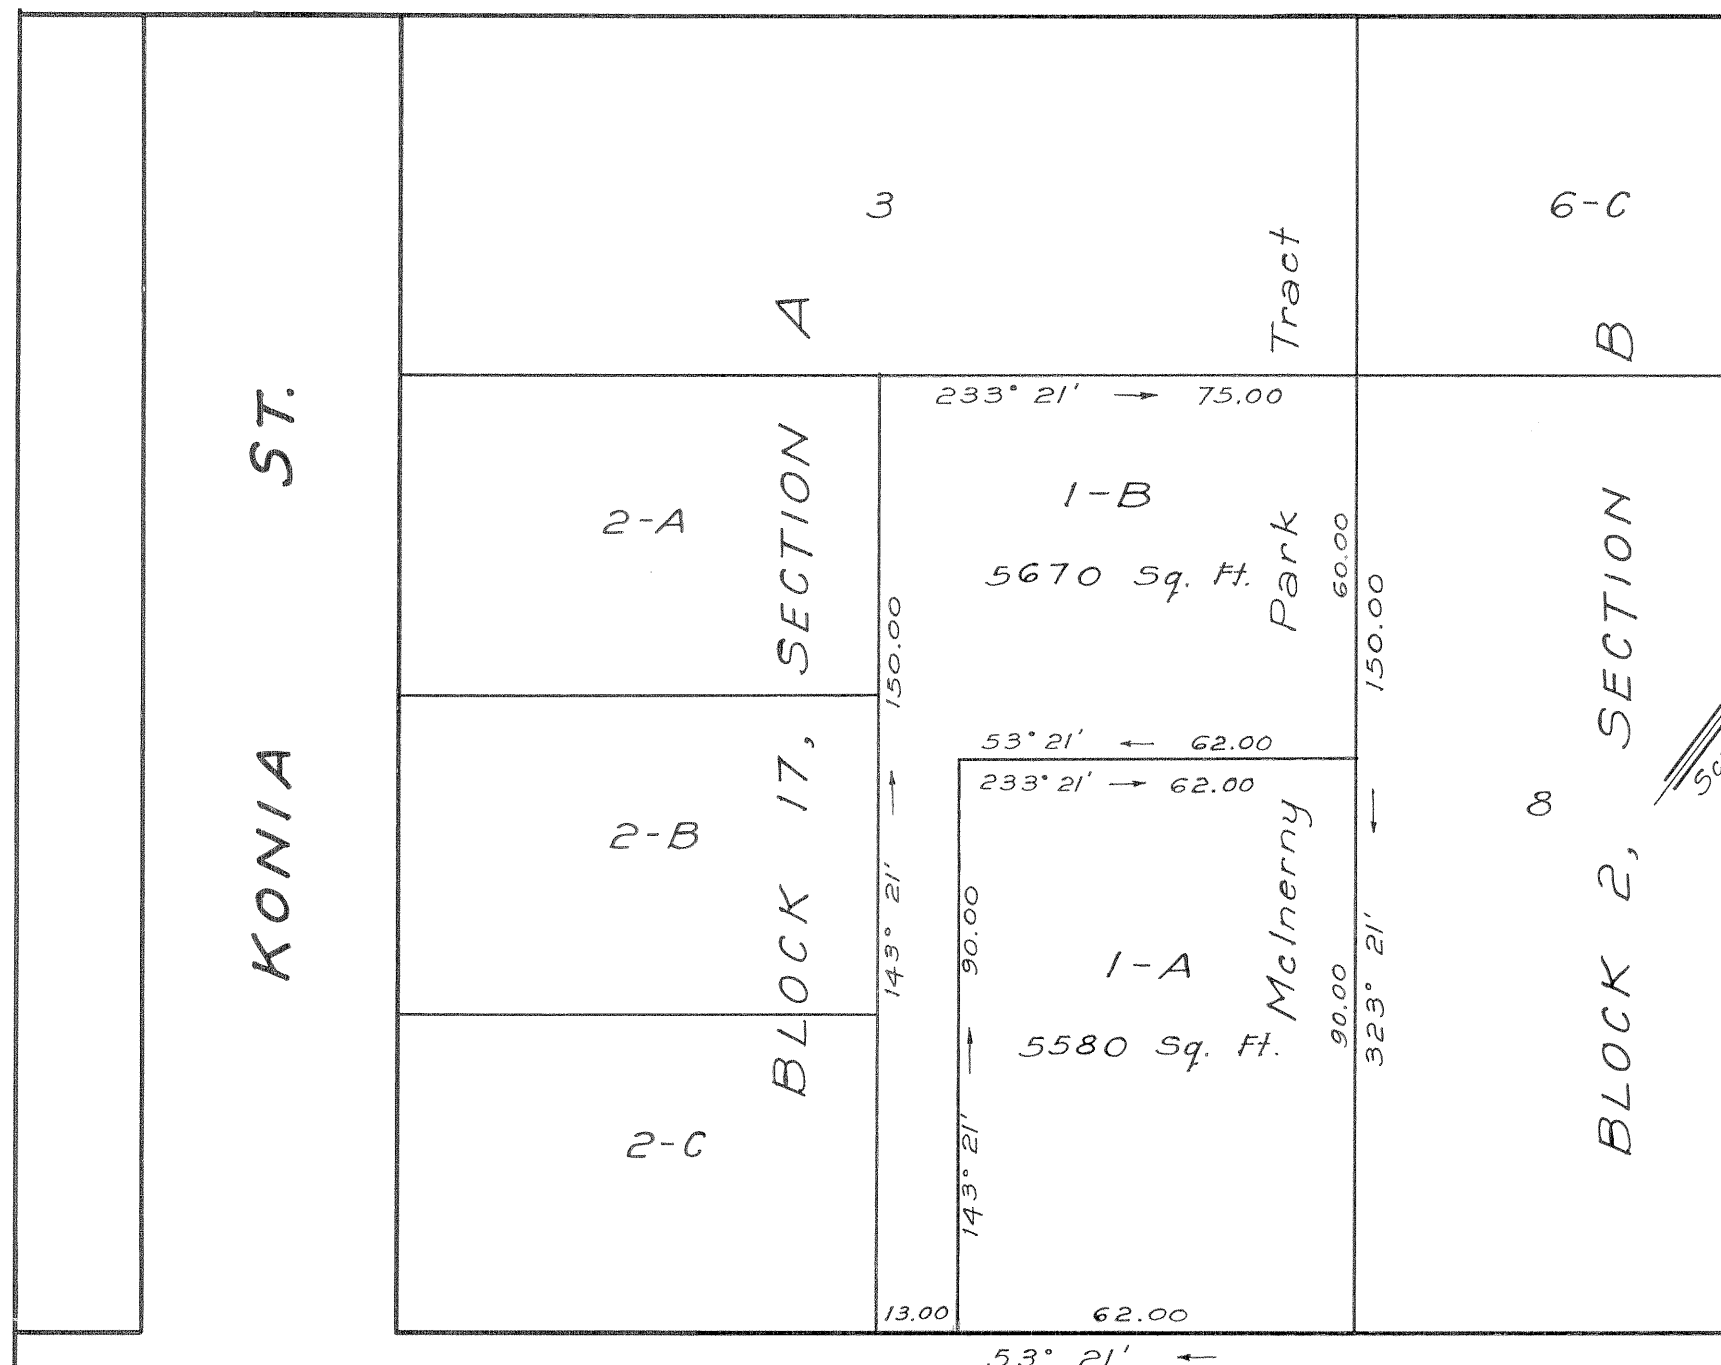 KONIA ST.
3
6-C
BLOCK 17, SECTION A
McInerny Park Tract
BLOCK 2, SECTION B
233° 21' → 75.00
2-A
1-B
5670 Sq. Ft.
60.00
150.00
150.00
53° 21' ← 62.00
233° 21' → 62.00
8
2-B
143° 21' →
90.00
1-A
5580 Sq. Ft.
90.00
323° 21'
→
143° 21' →
2-C
13.00
62.00
53° 21' ←